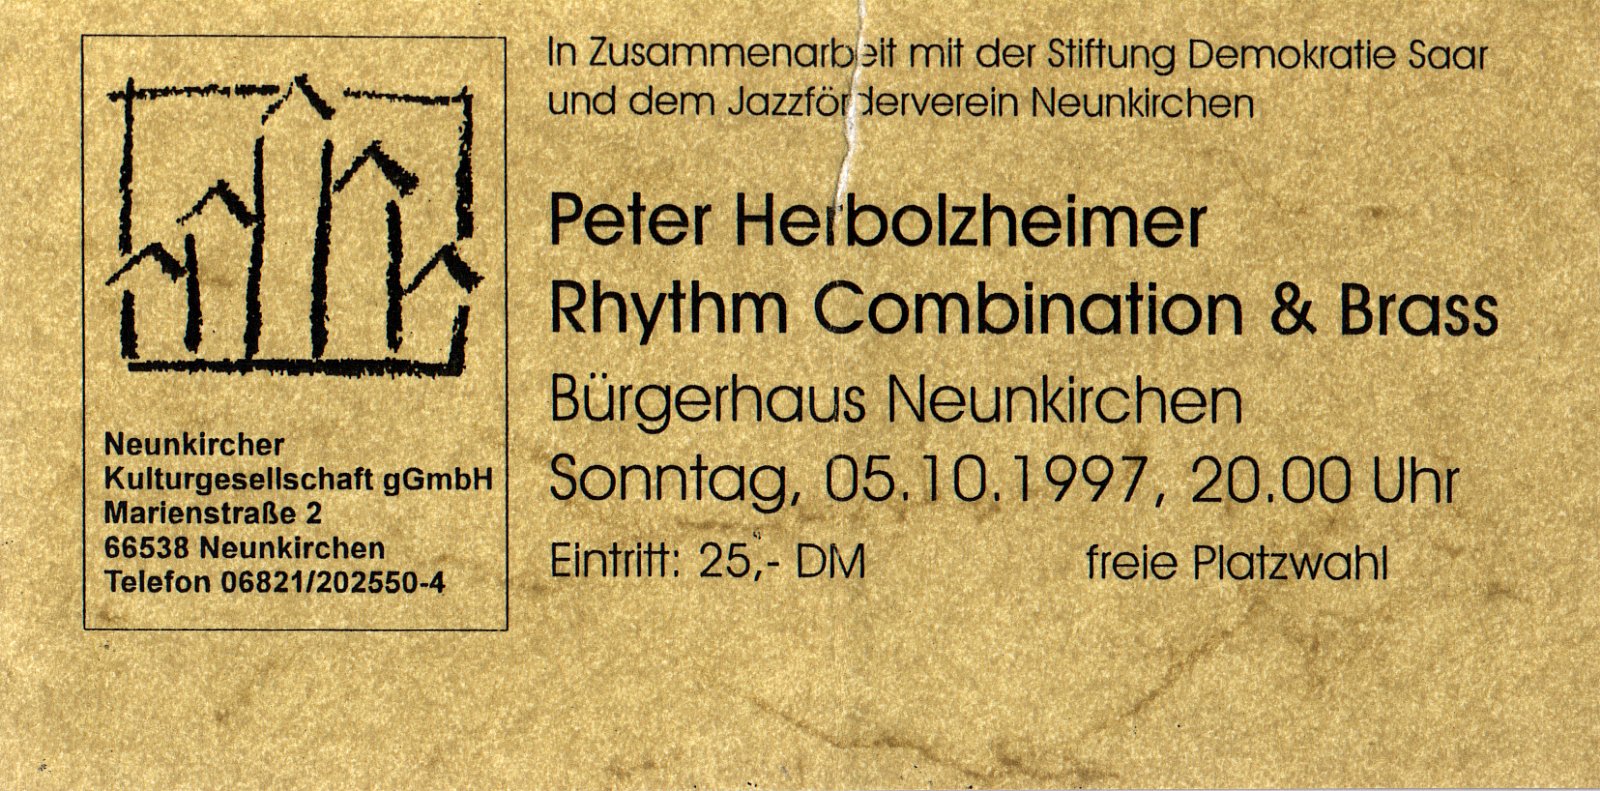 In Zusammenarbeit mit der Stiftung Demokratie Saar
und dem Jazzförderverein Neunkirchen
Peter Herbolzheimer
Rhythm Combination & Brass
Bürgerhaus Neunkirchen
Sonntag, 05.10.1997, 20.00 Uhr
Eintritt: 25,- DM freie Platzwahl
Neunkircher
Kulturgesellschaft gGmbH
Marienstraße 2
66538 Neunkirchen
Telefon 06821/202550-4